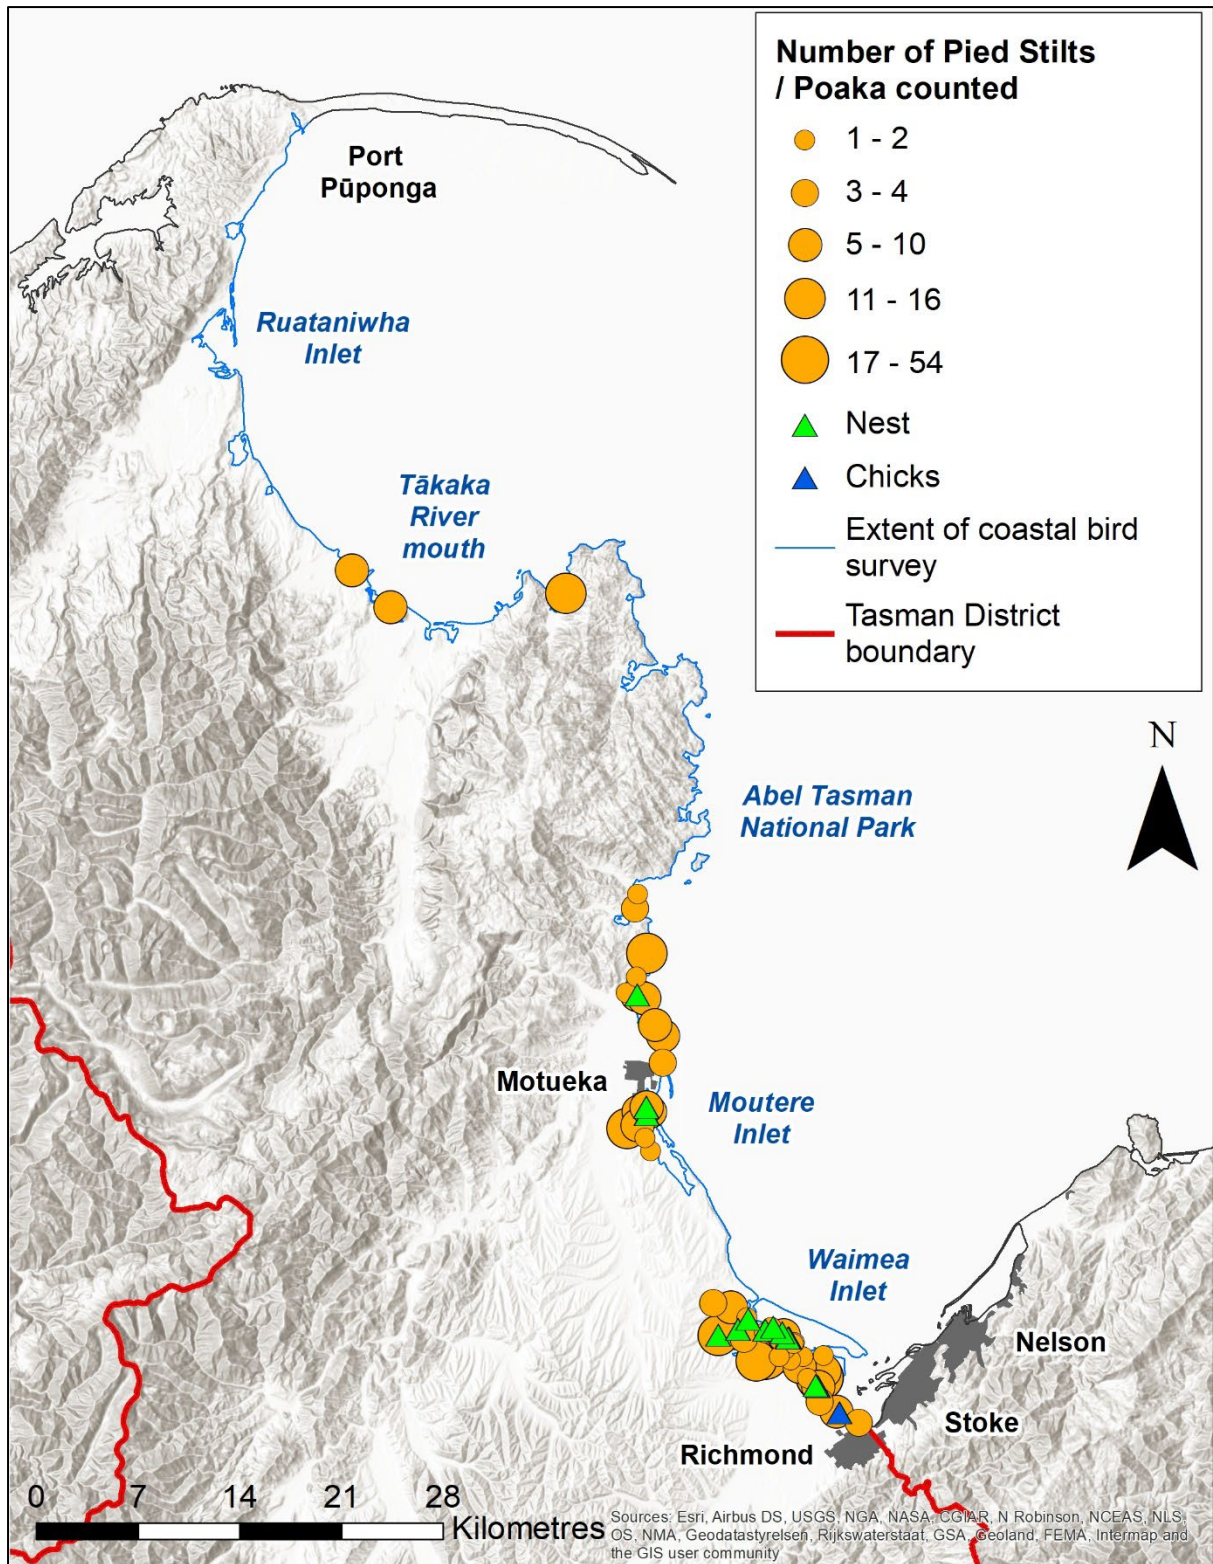 Number of Pied Stilts
/ Poaka counted
1 - 2
3 - 4
5 - 10
11 - 16
17 - 54
Nest
Chicks
Extent of coastal bird
survey
Tasman District
boundary
Port
Pūponga
Ruataniwha
Inlet
Tākaka
River
mouth
N
Abel Tasman
National Park
Motueka
Moutere
Inlet
Waimea
Inlet
Nelson
Stoke
Richmond
0 7 14 21 28
Kilometres
Sources: Esri, Airbus DS, USGS, NGA, NASA, CGIAR, N Robinson, NCEAS, NLS,
OS, NMA, Geodatastyrelsen, Rijkswaterstaat, GSA, Geoland, FEMA, Intermap and
the GIS user community